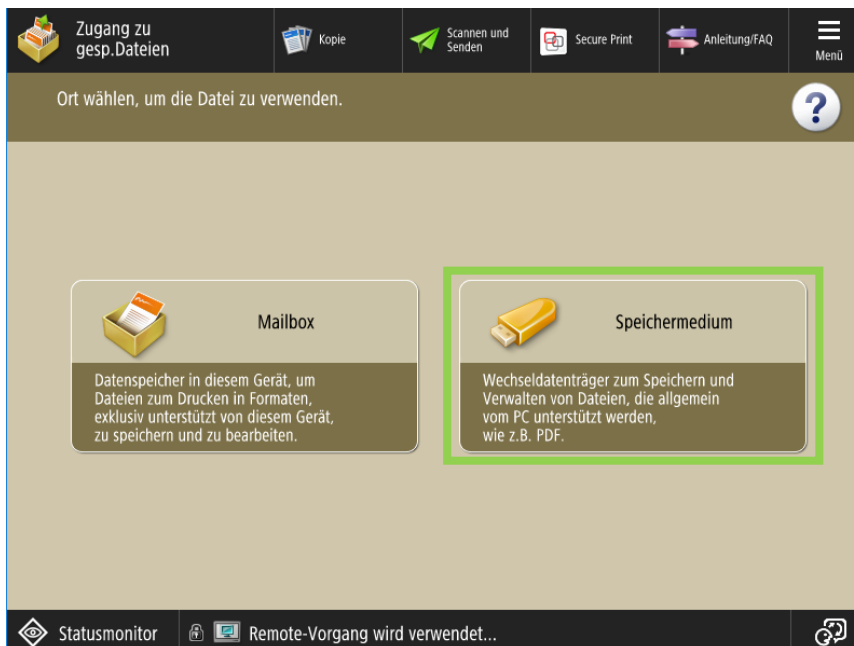 Zugang zu
gesp.Dateien
Kopie
Scannen und
Senden
Secure Print
Anleitung/FAQ
Menü
Ort wählen, um die Datei zu verwenden.
?
Mailbox
Datenspeicher in diesem Gerät, um
Dateien zum Drucken in Formaten,
exklusiv unterstützt von diesem Gerät,
zu speichern und zu bearbeiten.
Speichermedium
Wechseldatenträger zum Speichern und
Verwalten von Dateien, die allgemein
vom PC unterstützt werden,
wie z.B. PDF.
Statusmonitor
Remote-Vorgang wird verwendet...